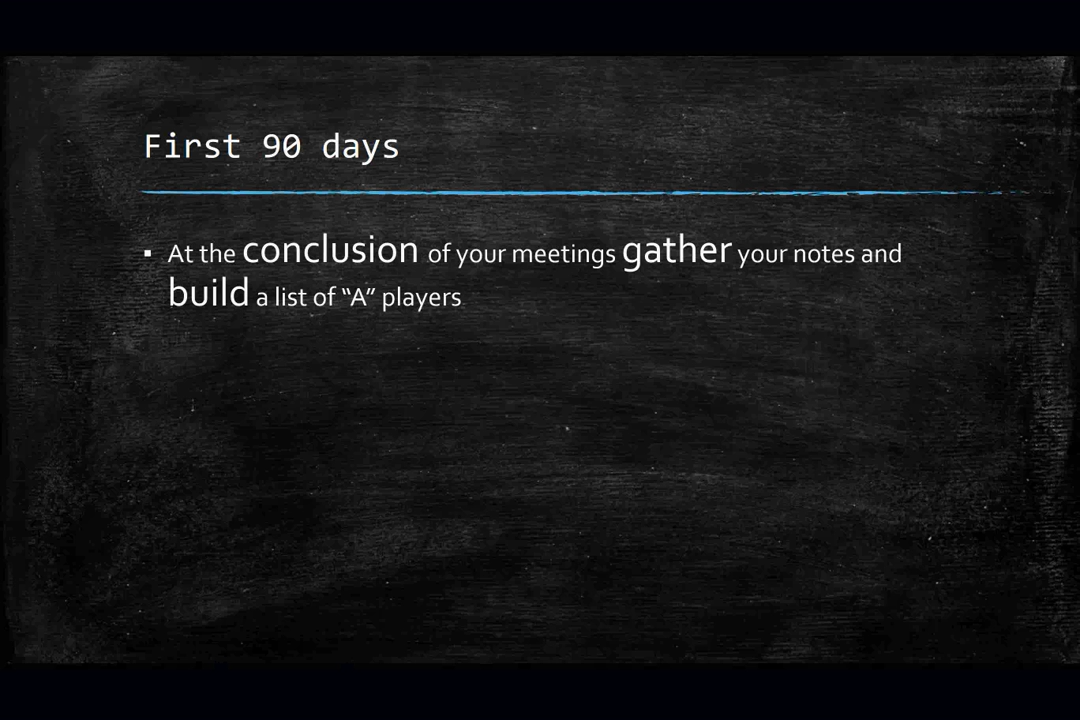 First 90 days
▪ At the conclusion of your meetings gather your notes and
build a list of “A” players